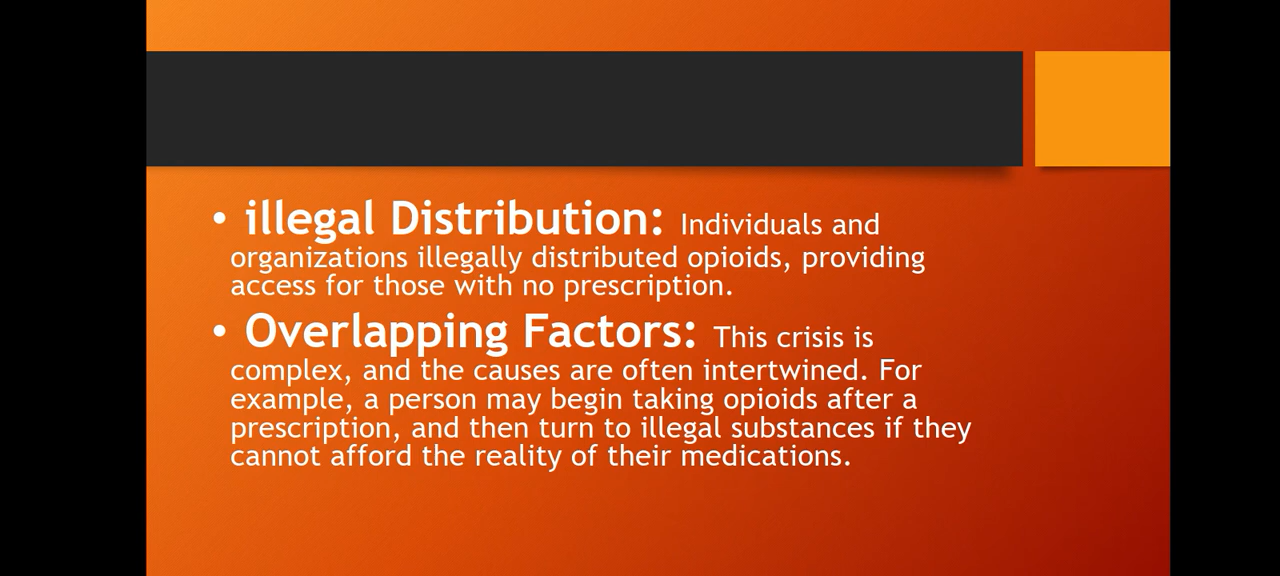 • illegal Distribution: Individuals and
organizations illegally distributed opioids, providing
access for those with no prescription.
• Overlapping Factors: This crisis is
complex, and the causes are often intertwined. For
example, a person may begin taking opioids after a
prescription, and then turn to illegal substances if they
cannot afford the reality of their medications.